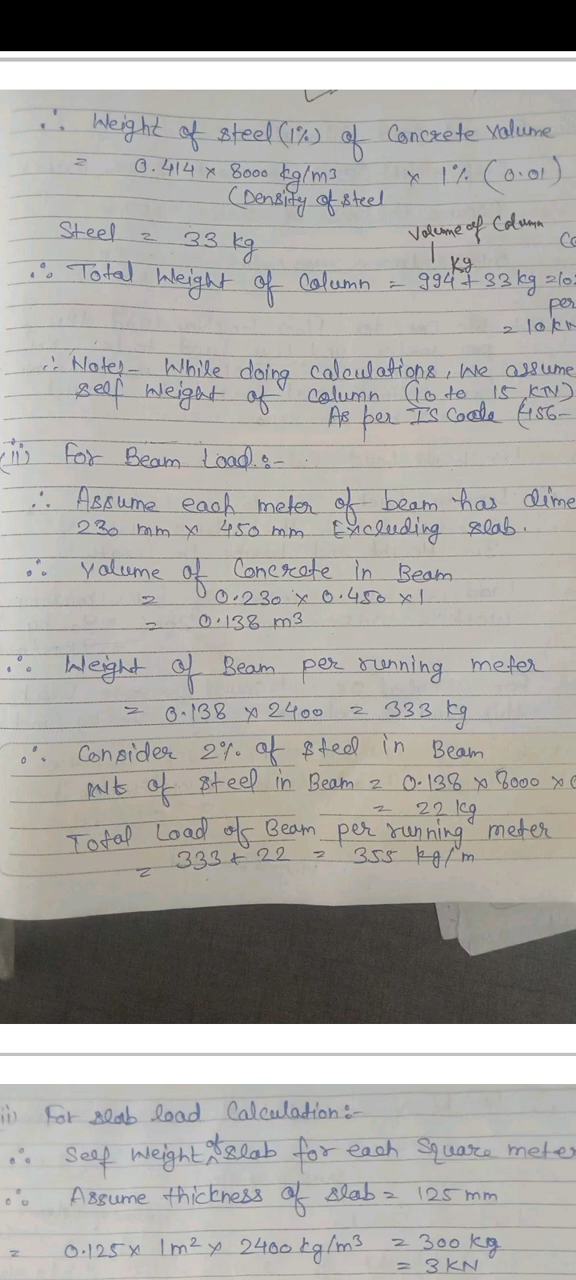 ∴ Weight of steel (1%) of Concrete volume
= 0.414 × 8000 kg/m3 × 1% (0.01)
(Density of steel
Steel = 33 kg
volume of Column
∴ Total Weight of Column = 994 kg + 33 kg =
per
= 10 KN
∴ Note:- While doing calculations, We assume
self weight of column (10 to 15 KN)
As per IS Code (456-
(ii) For Beam Load:-
∴ Assume each meter of beam has dime
230 mm × 450 mm Excluding slab.
∴ Volume of Concrete in Beam
= 0.230 × 0.450 × 1
= 0.138 m3
∴ Weight of Beam per running meter
= 0.138 × 2400 = 333 kg
∴ Consider 2% of steel in Beam
Wt of steel in Beam = 0.138 × 8000 ×
= 22 kg
Total Load of Beam per running meter
= 333 + 22 = 355 kg/m
ii) For slab load Calculation:-
∴ Self Weight of slab for each Square meter
∴ Assume thickness of slab = 125 mm
= 0.125 × 1m² × 2400 kg/m³ = 300 kg
= 3 KN